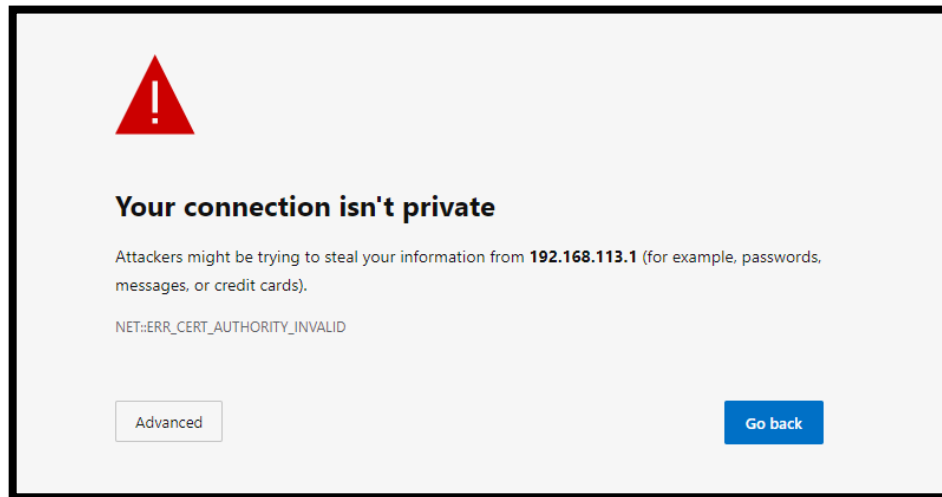 !
Your connection isn't private
Attackers might be trying to steal your information from 192.168.113.1 (for example, passwords,
messages, or credit cards).
NET::ERR_CERT_AUTHORITY_INVALID
Advanced
Go back